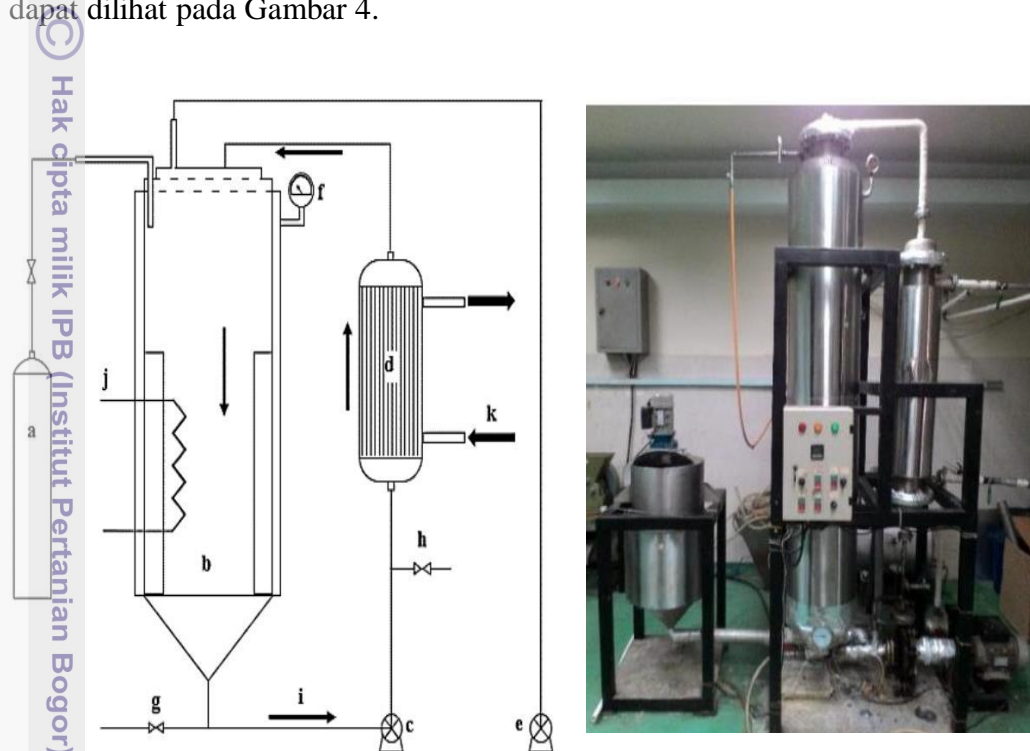 dapat dilihat pada Gambar 4.
© Hak cipta milik IPB (Institut Pertanian Bogor)
f
j
d
a
k
h
b
g
i
c
e